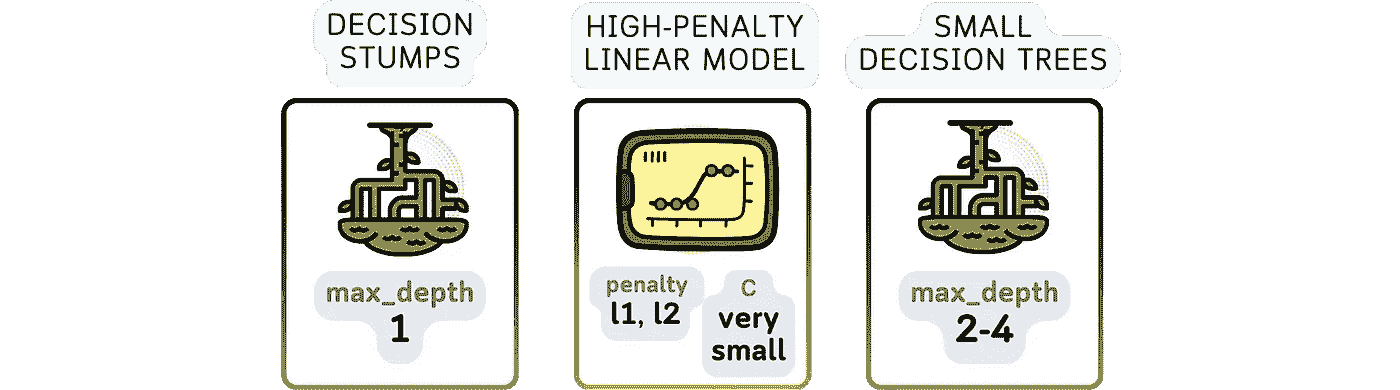 DECISION
STUMPS
max_depth
1
HIGH-PENALTY
LINEAR MODEL
penalty
l1, l2
C
very
small
SMALL
DECISION TREES
max_depth
2-4